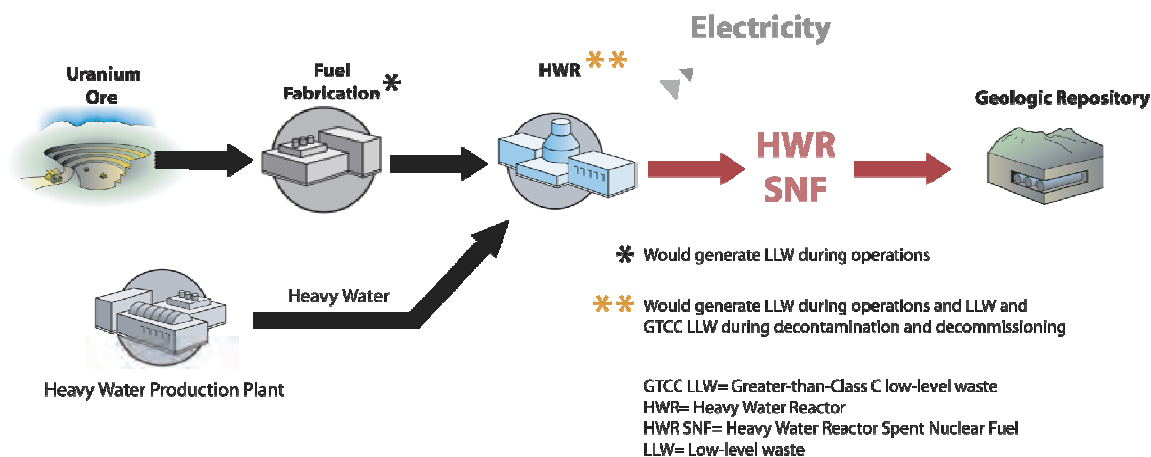 Electricity
Uranium
Ore
Fuel
Fabrication*
HWR**
Geologic Repository
HWR
SNF
Heavy Water
Heavy Water Production Plant
* Would generate LLW during operations
** Would generate LLW during operations and LLW and
GTCC LLW during decontamination and decommissioning
GTCC LLW= Greater-than-Class C low-level waste
HWR= Heavy Water Reactor
HWR SNF= Heavy Water Reactor Spent Nuclear Fuel
LLW= Low-level waste